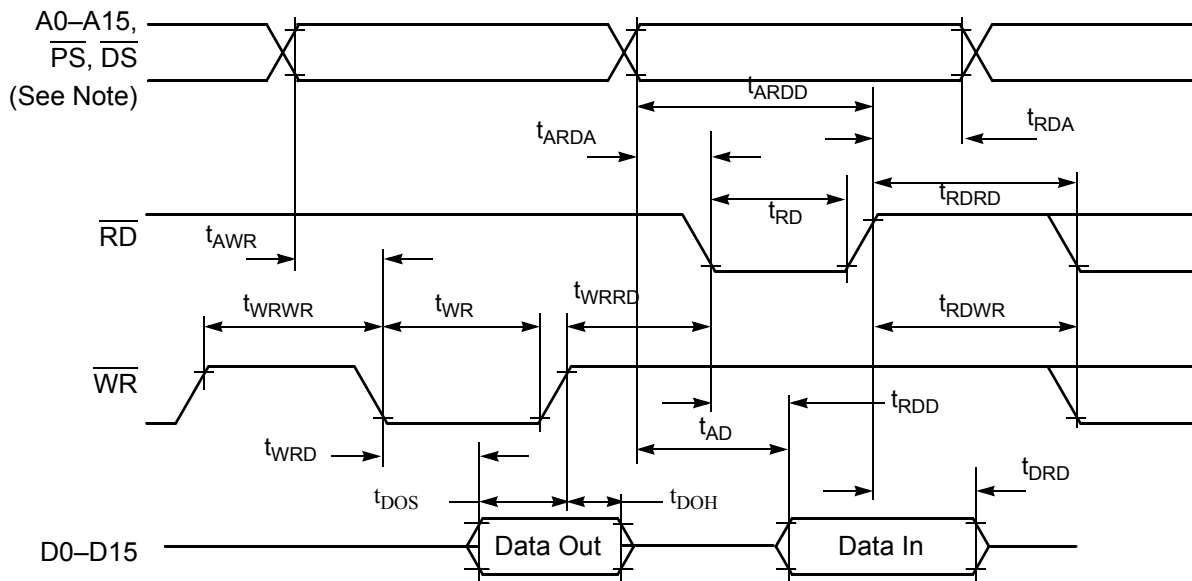 A0–A15,
PS, DS
(See Note)
tARDD
tRDA
tARDA
tRDRD
tRD
RD
tAWR
tWRRD
tWRWR
tWR
tRDWR
WR
tRDD
tAD
tWRD
tDRD
tDOS
tDOH
D0–D15
Data Out
Data In